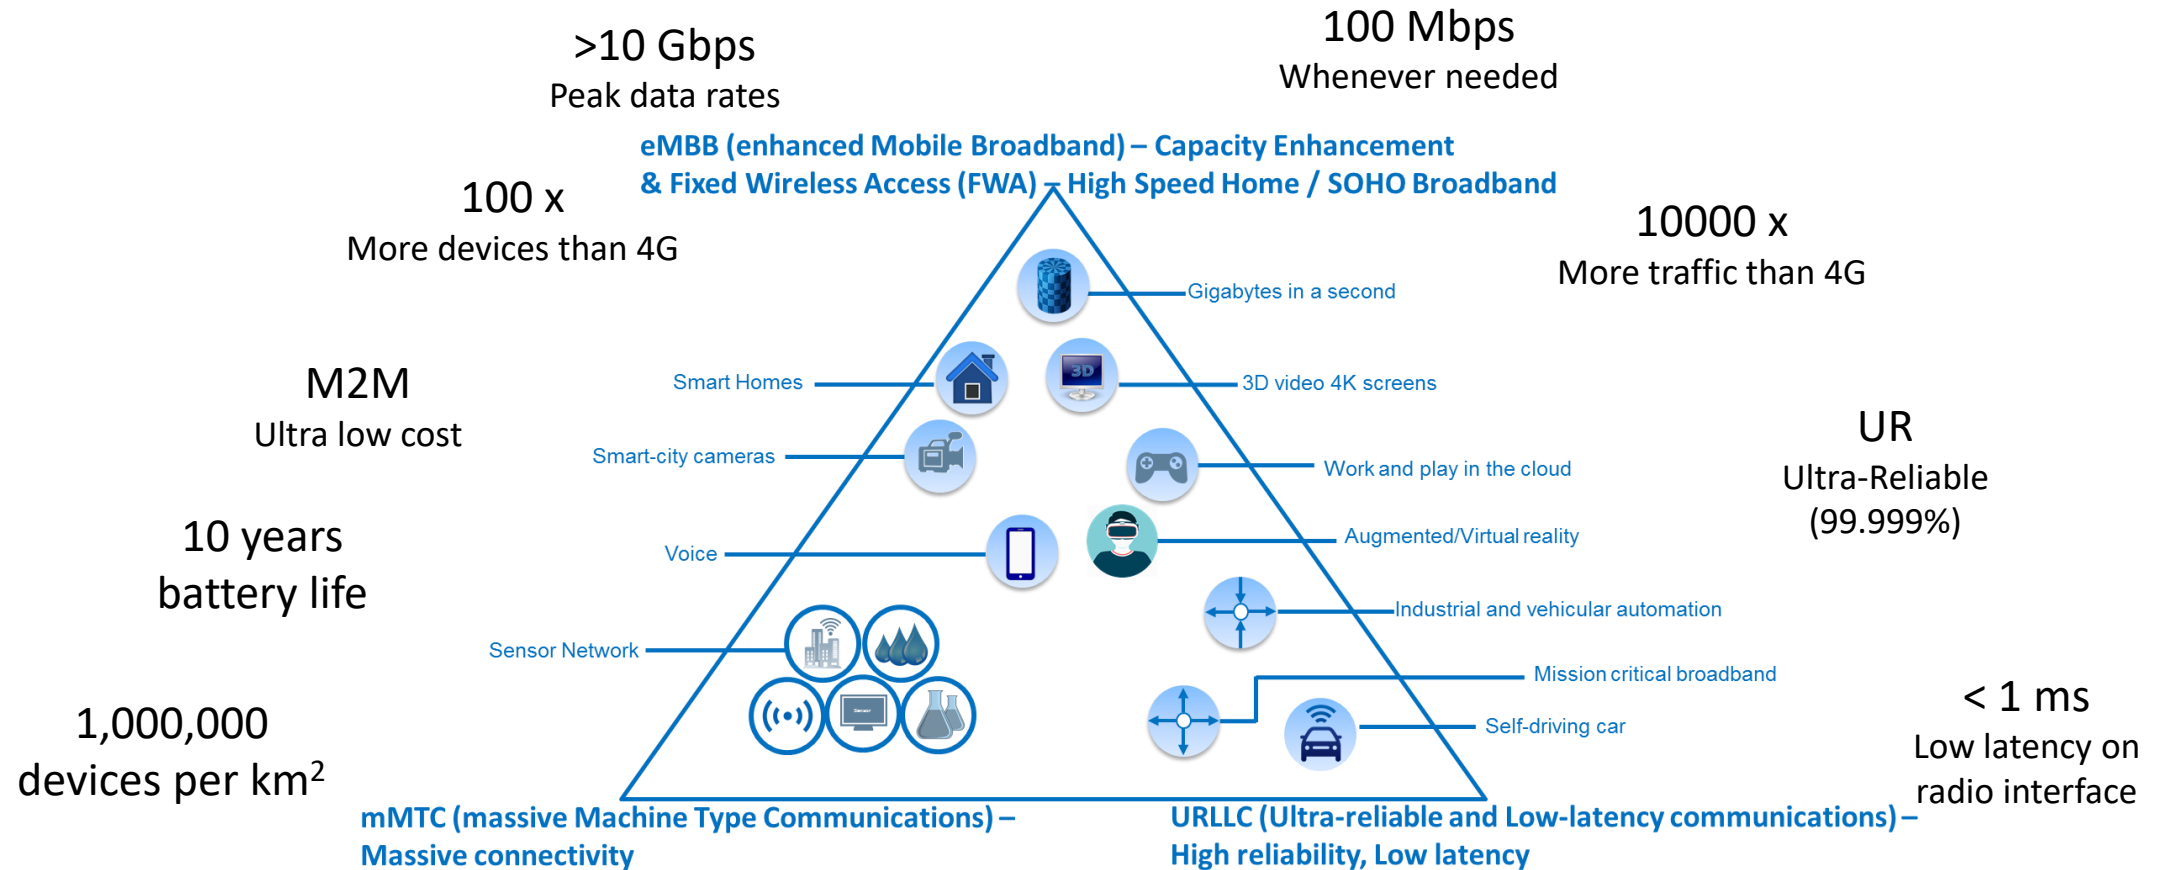 >10 Gbps
Peak data rates
100 Mbps
Whenever needed
eMBB (enhanced Mobile Broadband) – Capacity Enhancement
& Fixed Wireless Access (FWA) – High Speed Home / SOHO Broadband
100 x
More devices than 4G
10000 x
More traffic than 4G
Gigabytes in a second
M2M
Ultra low cost
Smart Homes
3D
3D video 4K screens
UR
Ultra-Reliable
(99.999%)
Smart-city cameras
Work and play in the cloud
10 years
battery life
Voice
Augmented/Virtual reality
Industrial and vehicular automation
Sensor Network
Mission critical broadband
Sensor
Self-driving car
1,000,000
devices per km²
< 1 ms
Low latency on
radio interface
mMTC (massive Machine Type Communications) –
Massive connectivity
URLLC (Ultra-reliable and Low-latency communications) –
High reliability, Low latency